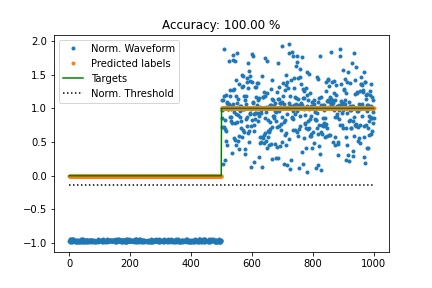 Accuracy: 100.00 %
2.0
1.5
1.0
0.5
0.0
−0.5
−1.0
Norm. Waveform
Predicted labels
Targets
Norm. Threshold
0 200 400 600 800 1000